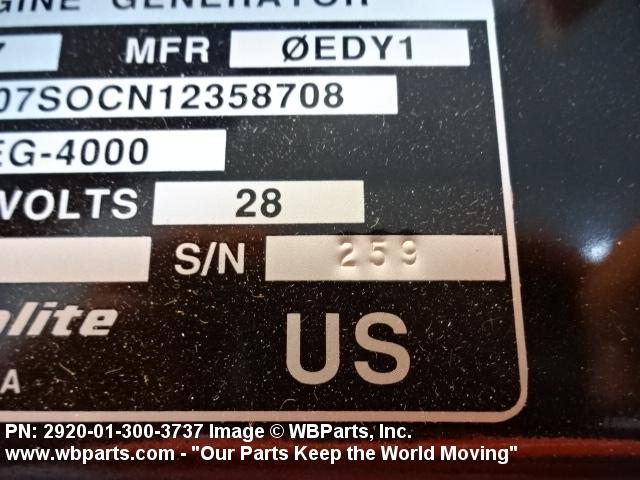 GINE GENERATOR
MFR ØEDY1
07SOCN12358708
EG-4000
VOLTS 28
S/N 259
olite
US
A
PN: 2920-01-300-3737 Image © WBParts, Inc.
www.wbparts.com - "Our Parts Keep the World Moving"